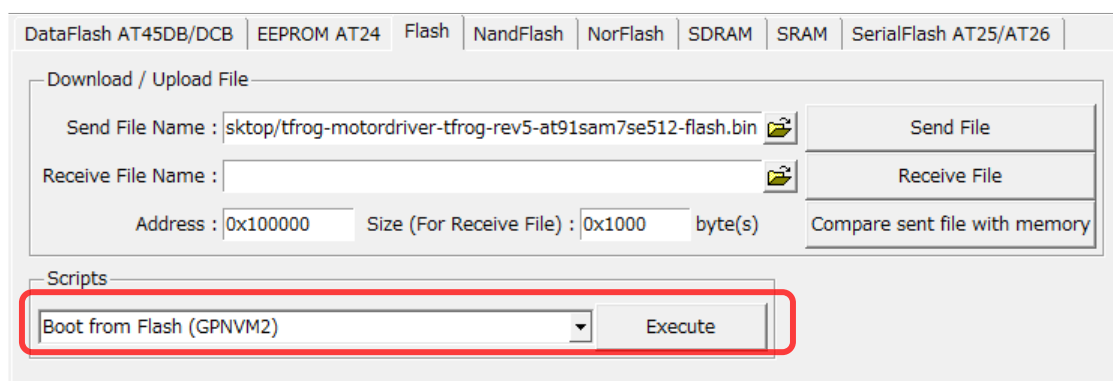 DataFlash AT45DB/DCB EEPROM AT24 Flash NandFlash NorFlash SDRAM SRAM SerialFlash AT25/AT26
Download / Upload File
Send File Name : sktop/tfrog-motordriver-tfrog-rev5-at91sam7se512-flash.bin Send File
Receive File Name : Receive File
Address : 0x100000 Size (For Receive File) : 0x1000 byte(s) Compare sent file with memory
Scripts
Boot from Flash (GPNVM2) Execute